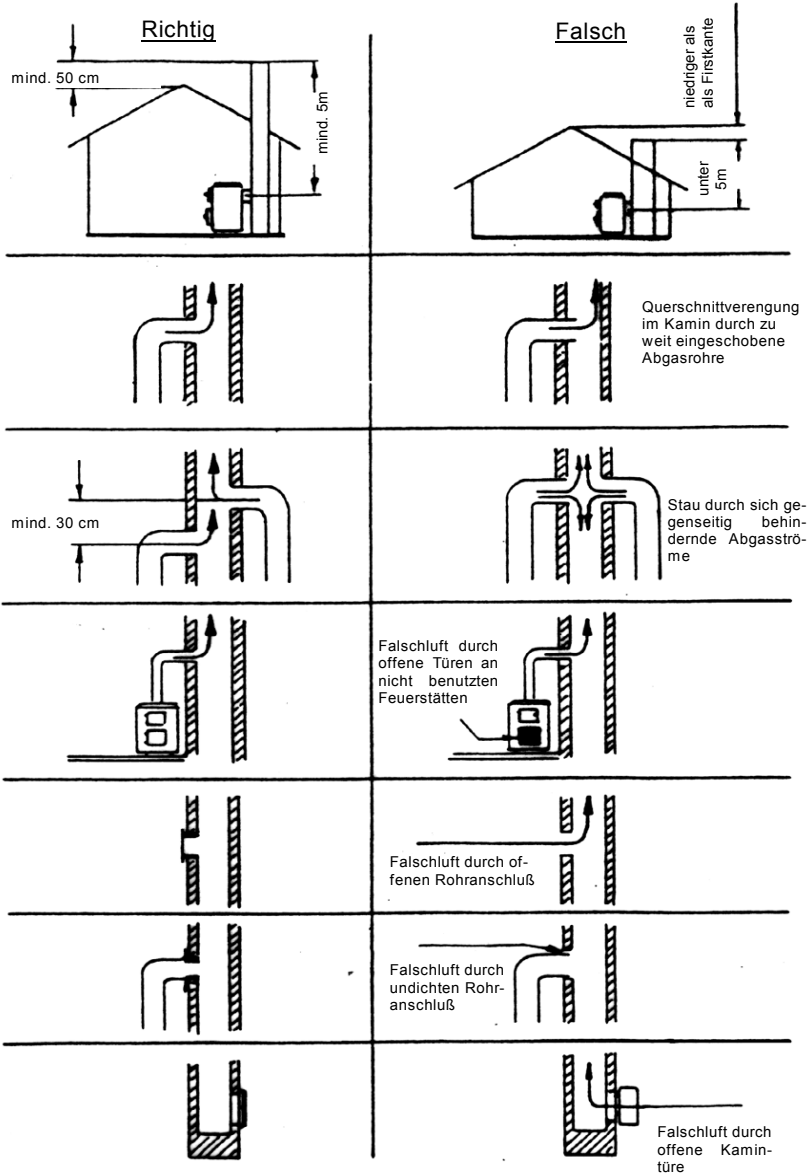 Richtig
Falsch
mind. 50 cm
mind. 5m
niedriger als
als Firstkante
unter
5m
Querschnittverengung
im Kamin durch zu
weit eingeschobene
Abgasrohre
mind. 30 cm
Stau durch sich ge-
genseitig behin-
dernde Abgasströ-
me
Falschluft durch
offene Türen an
nicht benutzten
Feuerstätten
Falschluft durch of-
fenen Rohranschluß
Falschluft durch
undichten Rohr-
anschluß
Falschluft durch
offene Kamin-
türe